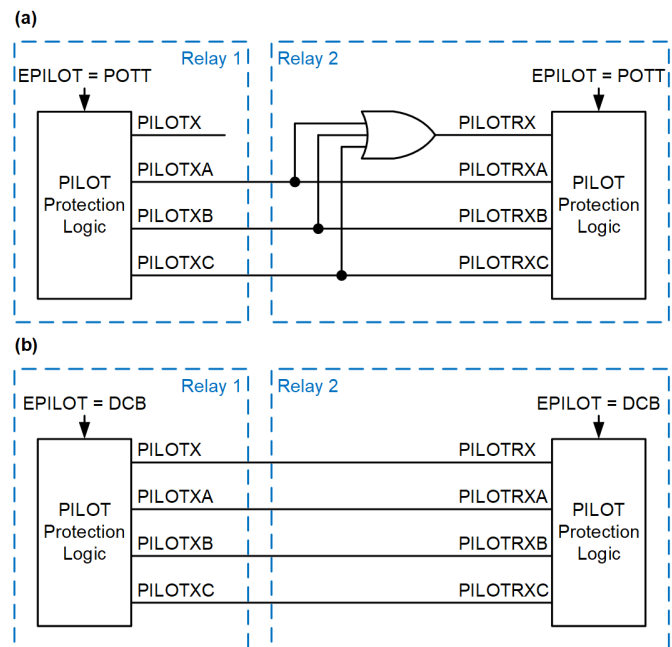 (a)
Relay 1
Relay 2
EPILOT = POTT
EPILOT = POTT
PILOTX
PILOTRX
PILOTXA
PILOTRXA
PILOT
Protection
Logic
PILOT
Protection
Logic
PILOTXB
PILOTRXB
PILOTXC
PILOTRXC
(b)
Relay 1
Relay 2
EPILOT = DCB
EPILOT = DCB
PILOTX
PILOTRX
PILOTXA
PILOTRXA
PILOT
Protection
Logic
PILOT
Protection
Logic
PILOTXB
PILOTRXB
PILOTXC
PILOTRXC